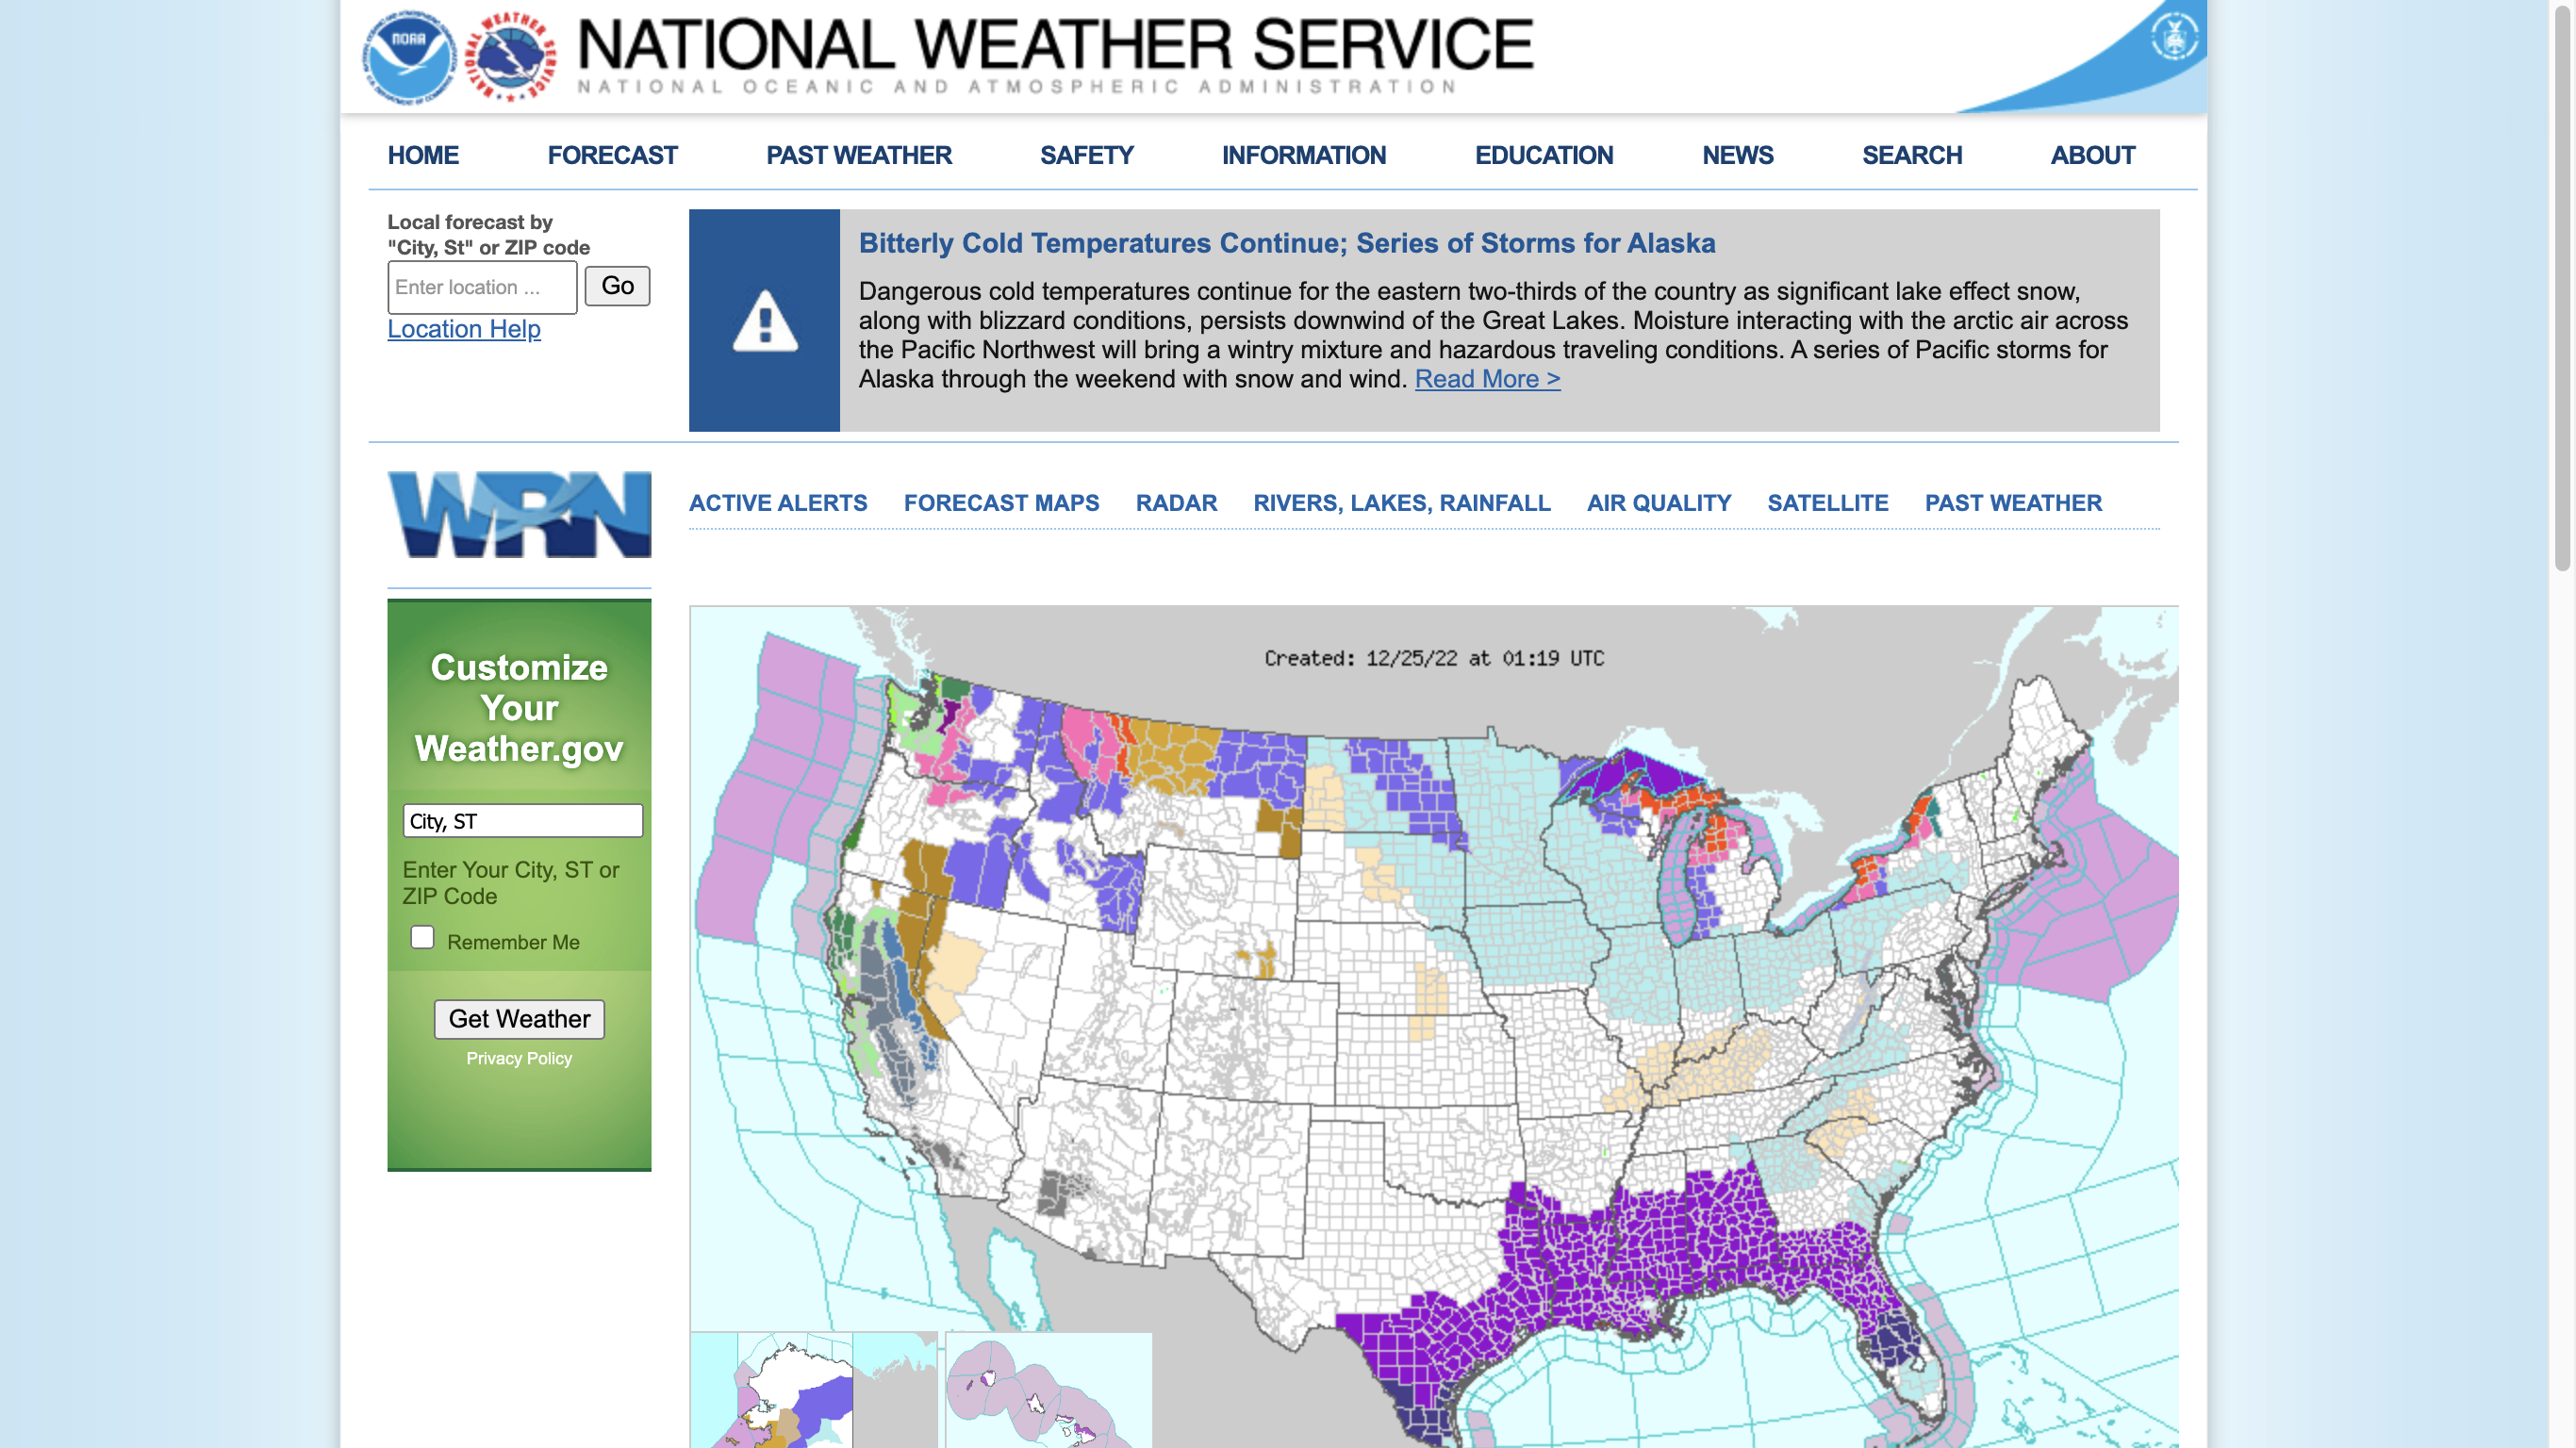 NOAA
NATIONAL WEATHER SERVICE
NATIONAL OCEANIC AND ATMOSPHERIC ADMINISTRATION
HOME FORECAST PAST WEATHER SAFETY INFORMATION EDUCATION NEWS SEARCH ABOUT
Local forecast by
"City, St" or ZIP code
Enter location ... Go
Location Help
Bitterly Cold Temperatures Continue; Series of Storms for Alaska
Dangerous cold temperatures continue for the eastern two-thirds of the country as significant lake effect snow,
along with blizzard conditions, persists downwind of the Great Lakes. Moisture interacting with the arctic air across
the Pacific Northwest will bring a wintry mixture and hazardous traveling conditions. A series of Pacific storms for
Alaska through the weekend with snow and wind. Read More >
WRN
ACTIVE ALERTS FORECAST MAPS RADAR RIVERS, LAKES, RAINFALL AIR QUALITY SATELLITE PAST WEATHER
Customize
Your
Weather.gov
City, ST
Enter Your City, ST or
ZIP Code
Remember Me
Get Weather
Privacy Policy
Created: 12/25/22 at 01:19 UTC